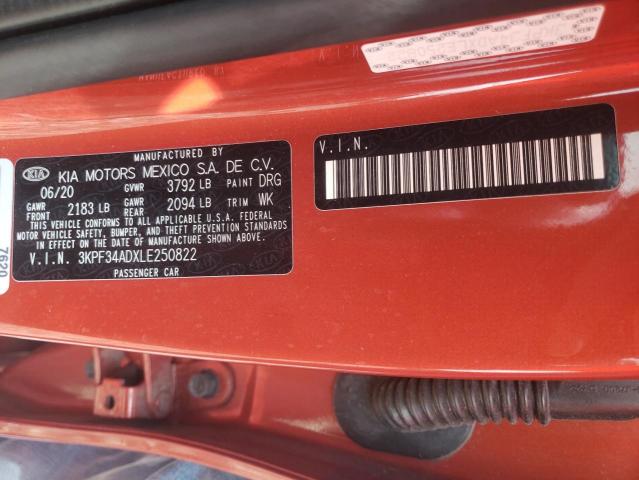 MANUFACTURED BY
KIA KIA MOTORS MEXICO S.A. DE C.V.
06/20 GVWR 3792 LB PAINT DRG
GAWR FRONT 2183 LB GAWR REAR 2094 LB TRIM WK
THIS VEHICLE CONFORMS TO ALL APPLICABLE U.S.A. FEDERAL
MOTOR VEHICLE SAFETY, BUMPER, AND THEFT PREVENTION STANDARDS
IN EFFECT ON THE DATE OF MANUFACTURE SHOWN ABOVE.
V.I.N. 3KPF34ADXLE250822
PASSENGER CAR
V.I.N.
7620